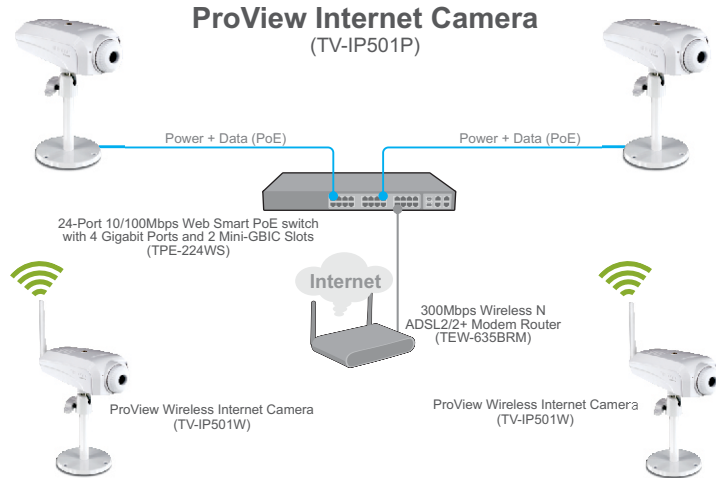 ProView Internet Camera
(TV-IP501P)
Power + Data (PoE)
Power + Data (PoE)
24-Port 10/100Mbps Web Smart PoE switch
with 4 Gigabit Ports and 2 Mini-GBIC Slots
(TPE-224WS)
Internet
300Mbps Wireless N
ADSL2/2+ Modem Router
(TEW-635BRM)
ProView Wireless Internet Camera
(TV-IP501W)
ProView Wireless Internet Camera
(TV-IP501W)